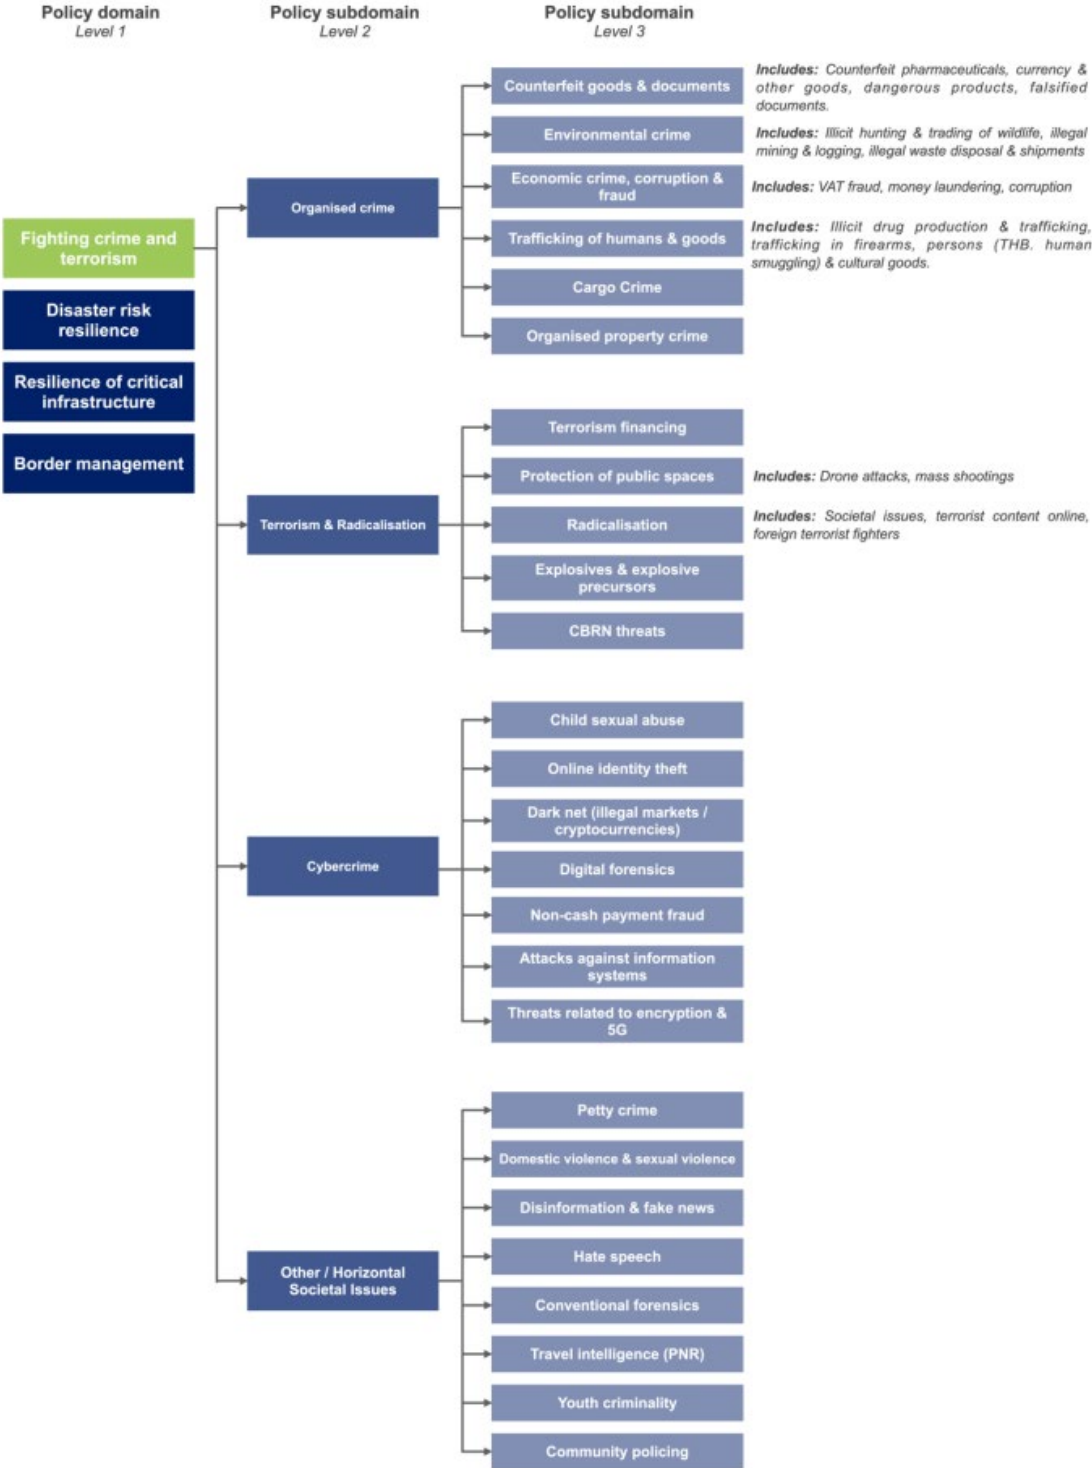 Policy domain
Level 1
Policy subdomain
Level 2
Policy subdomain
Level 3
Fighting crime and
terrorism
Disaster risk
resilience
Resilience of critical
infrastructure
Border management
Organised crime
Counterfeit goods & documents
Includes: Counterfeit pharmaceuticals, currency &
other goods, dangerous products, falsified
documents.
Environmental crime
Includes: Illicit hunting & trading of wildlife, illegal
mining & logging, illegal waste disposal & shipments
Economic crime, corruption &
fraud
Includes: VAT fraud, money laundering, corruption
Trafficking of humans & goods
Includes: Illicit drug production & trafficking,
trafficking in firearms, persons (THB. human
smuggling) & cultural goods.
Cargo Crime
Organised property crime
Terrorism & Radicalisation
Terrorism financing
Protection of public spaces
Includes: Drone attacks, mass shootings
Radicalisation
Includes: Societal issues, terrorist content online,
foreign terrorist fighters
Explosives & explosive
precursors
CBRN threats
Cybercrime
Child sexual abuse
Online identity theft
Dark net (illegal markets /
cryptocurrencies)
Digital forensics
Non-cash payment fraud
Attacks against information
systems
Threats related to encryption &
5G
Other / Horizontal
Societal Issues
Petty crime
Domestic violence & sexual violence
Disinformation & fake news
Hate speech
Conventional forensics
Travel intelligence (PNR)
Youth criminality
Community policing